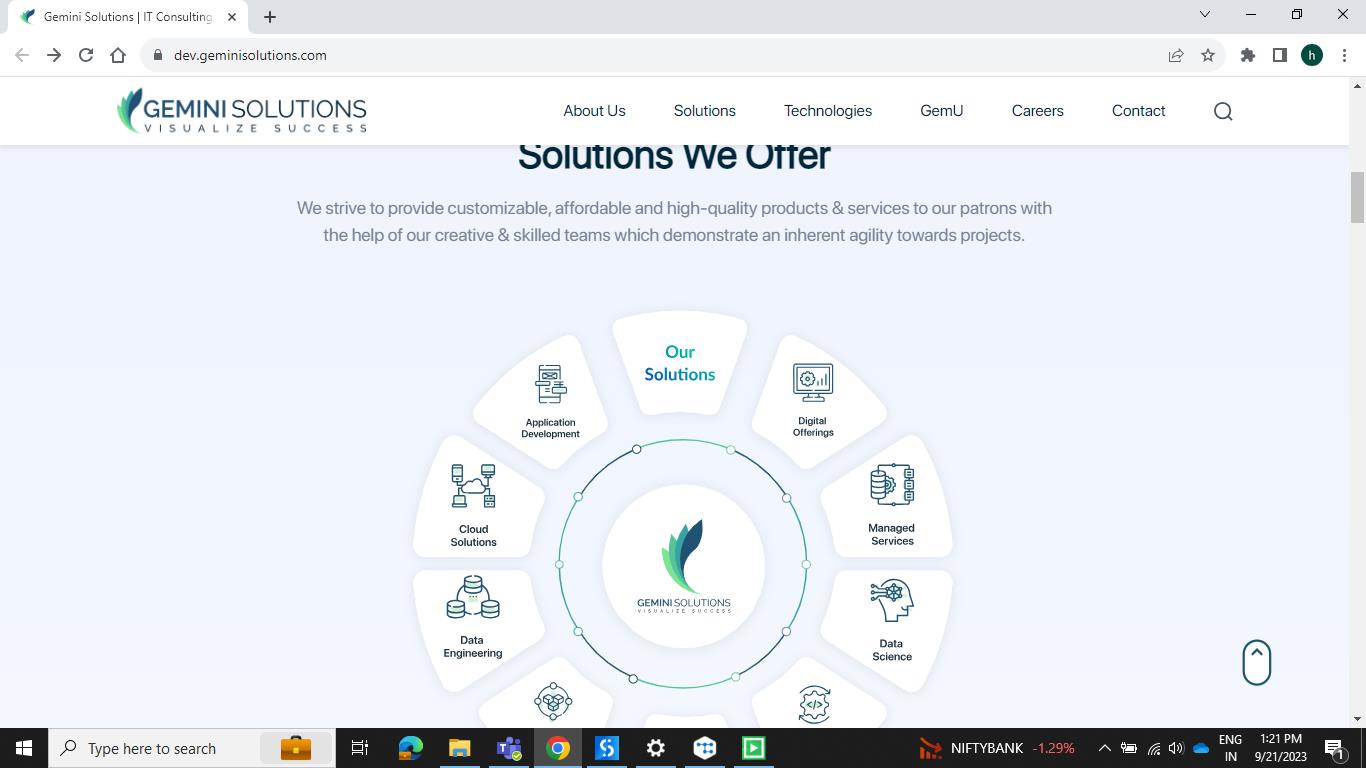 Gemini Solutions | IT Consulting
dev.geminisolutions.com
h
GEMINI SOLUTIONS
VISUALIZE SUCCESS
About Us
Solutions
Technologies
GemU
Careers
Contact
Solutions We Offer
We strive to provide customizable, affordable and high-quality products & services to our patrons with
the help of our creative & skilled teams which demonstrate an inherent agility towards projects.
Our
Solutions
Application
Development
Digital
Offerings
Cloud
Solutions
Managed
Services
GEMINI SOLUTIONS
VISUALIZE SUCCESS
Data
Engineering
Data
Science
Type here to search
NIFTYBANK -1.29%
ENG
IN
1:21 PM
9/21/2023
1